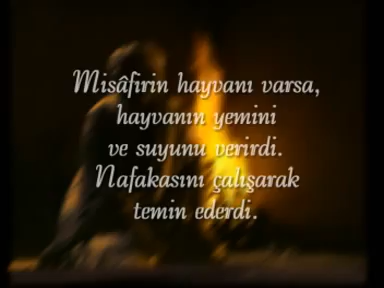 Misâfirin hayvanı varsa,
hayvanın yemini
ve suyunu verirdi.
Nafakasını çalışarak
temin ederdi.